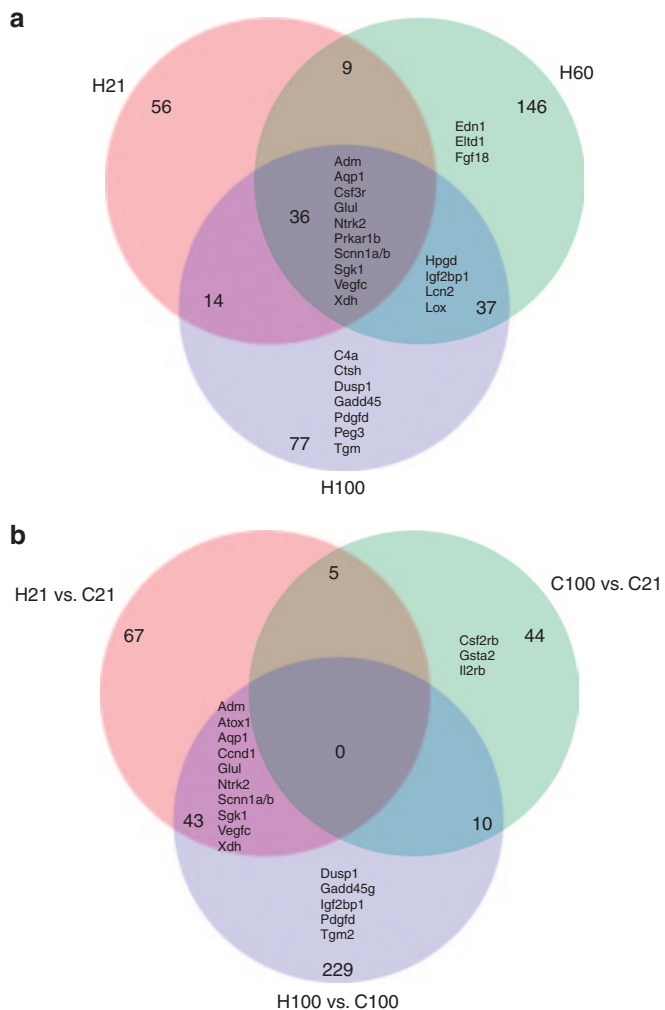 a
H21
56
9
H60
146
Edn1
Eltd1
Fgf18
Adm
Aqp1
Csf3r
Glul
Ntrk2
Prkar1b
Scnn1a/b
Sgk1
Vegfc
Xdh
36
Hpgd
Igf2bp1
Lcn2
Lox
37
14
C4a
Ctsh
Dusp1
Gadd45
Pdgfd
Peg3
Tgm
77
H100
b
H21 vs. C21
67
5
C100 vs. C21
44
Csf2rb
Gsta2
Il2rb
Adm
Atox1
Aqp1
Ccnd1
Glul
Ntrk2
Scnn1a/b
Sgk1
Vegfc
Xdh
43
0
10
Dusp1
Gadd45g
Igf2bp1
Pdgfd
Tgm2
229
H100 vs. C100